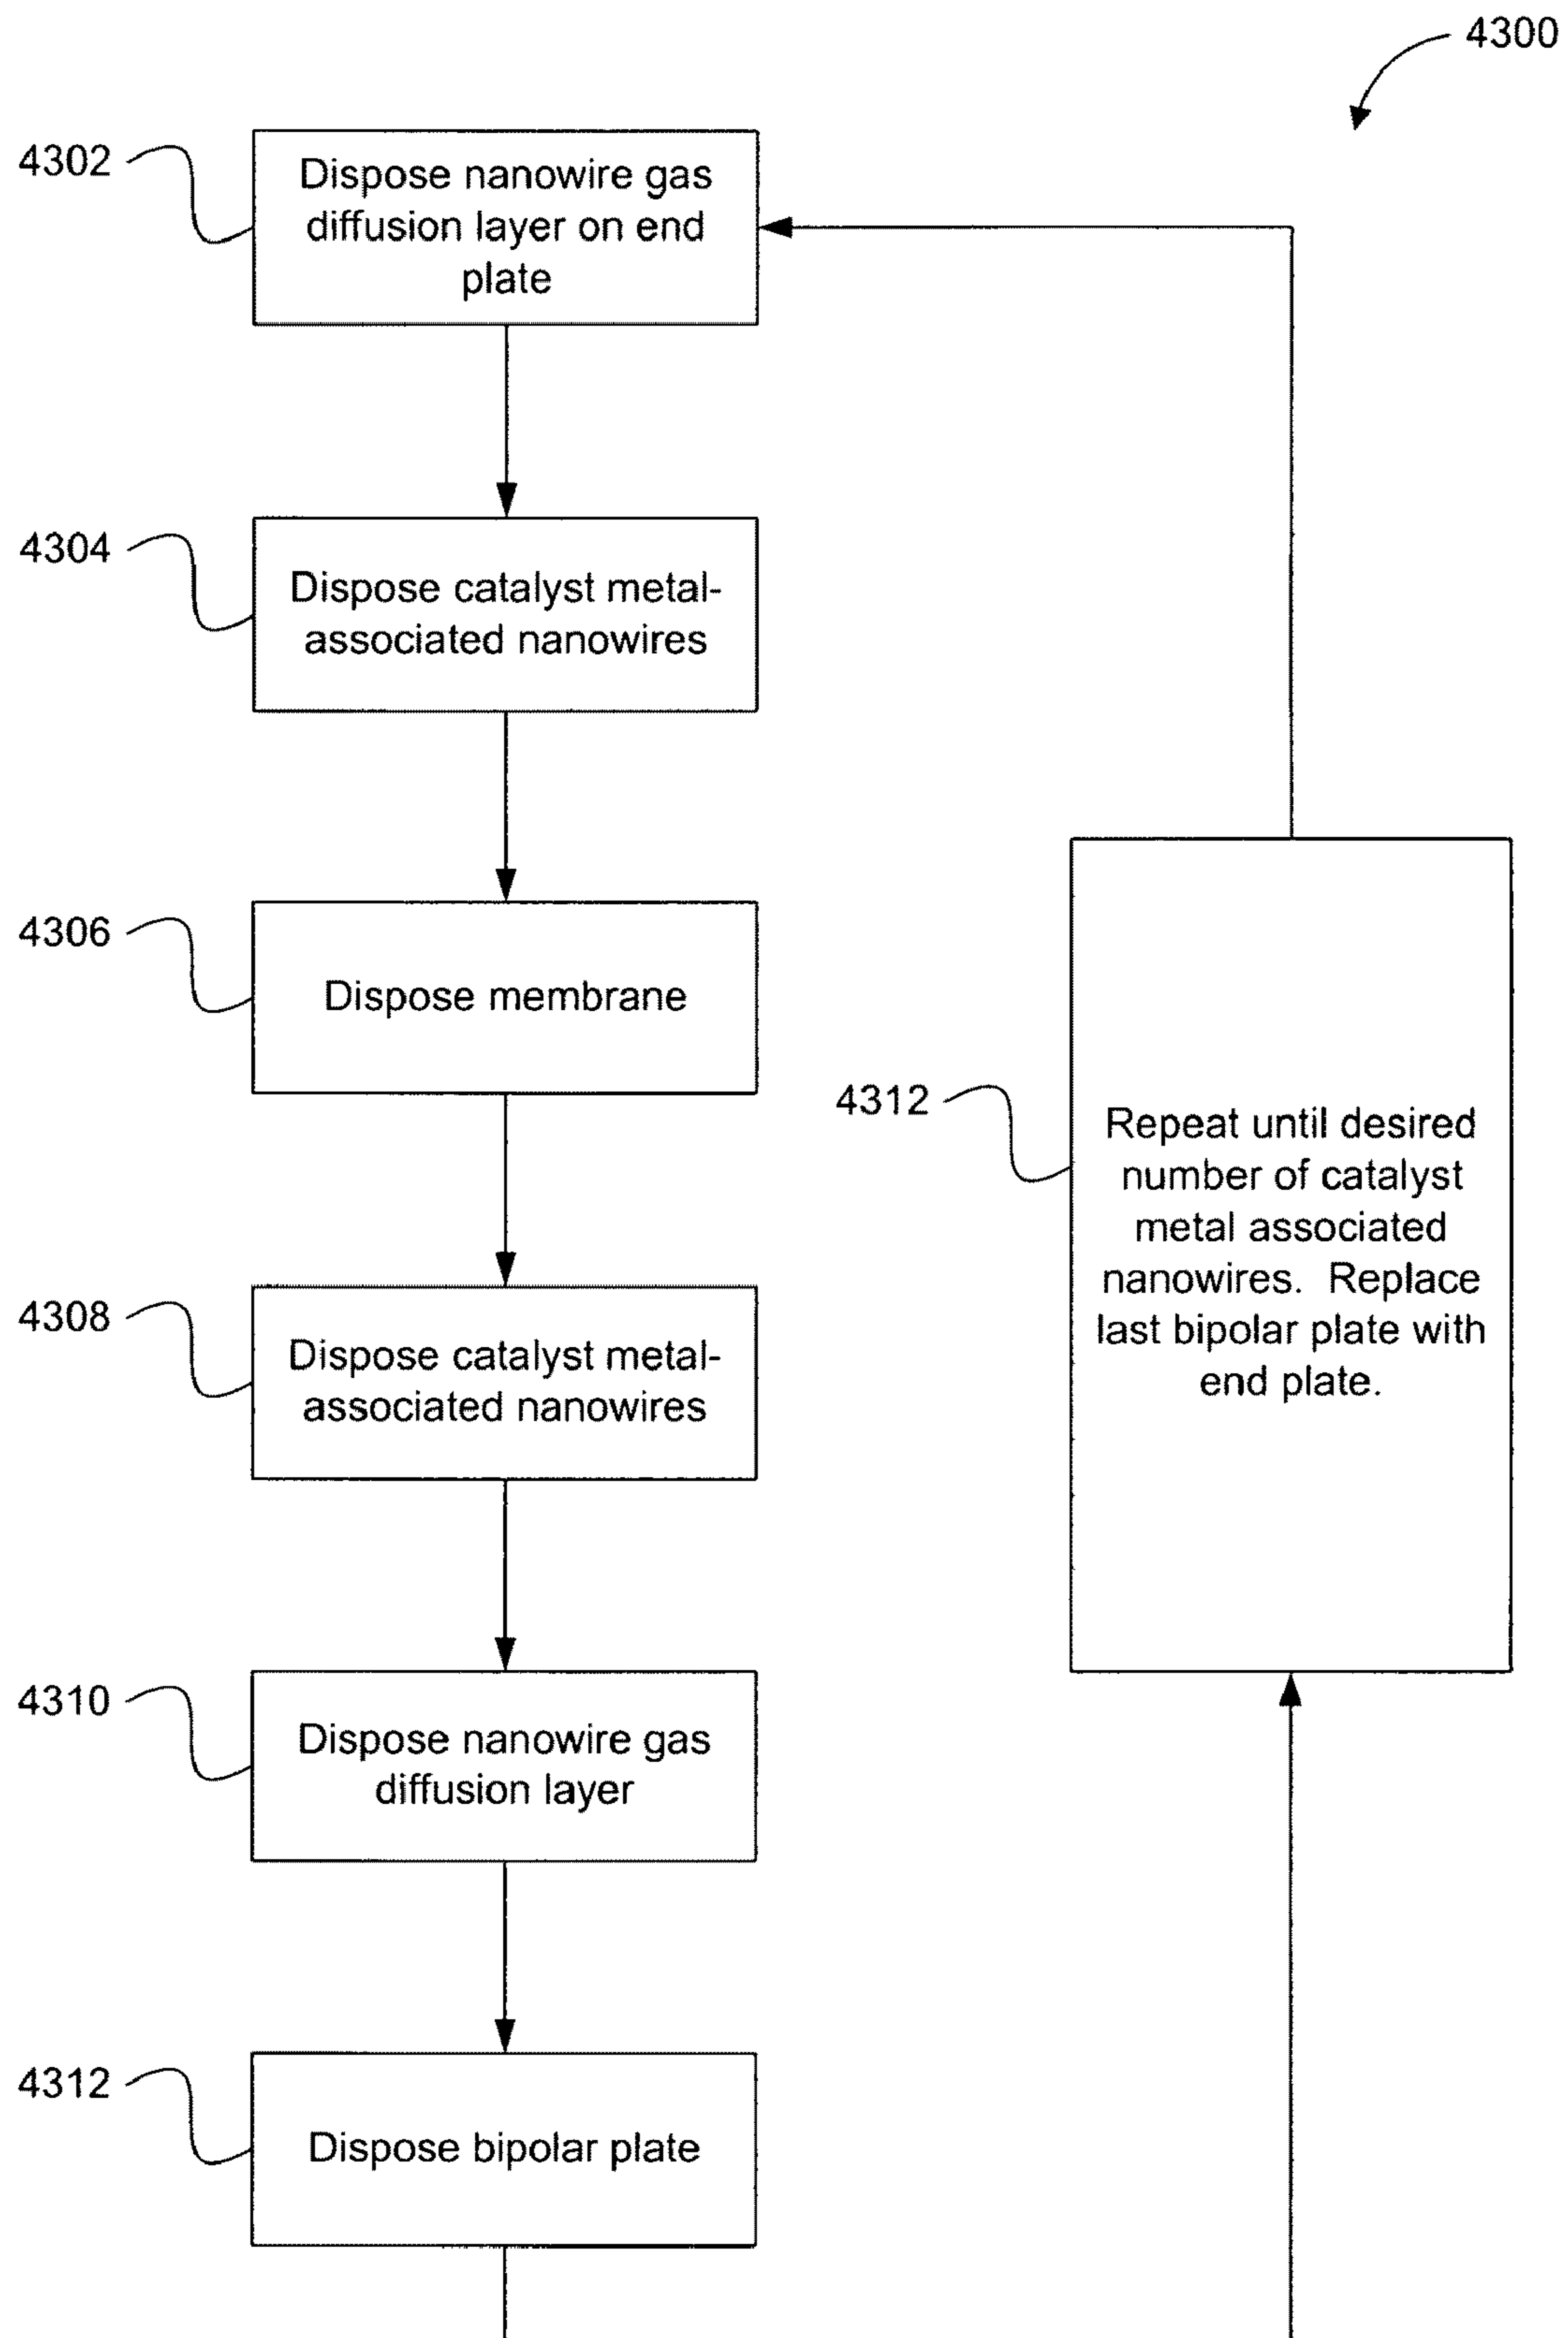 4300
4302
Dispose nanowire gas
diffusion layer on end
plate
4304
Dispose catalyst metal-
associated nanowires
4306
Dispose membrane
4308
Dispose catalyst metal-
associated nanowires
4310
Dispose nanowire gas
diffusion layer
4312
Dispose bipolar plate
4312
Repeat until desired
number of catalyst
metal associated
nanowires.  Replace
last bipolar plate with
end plate.